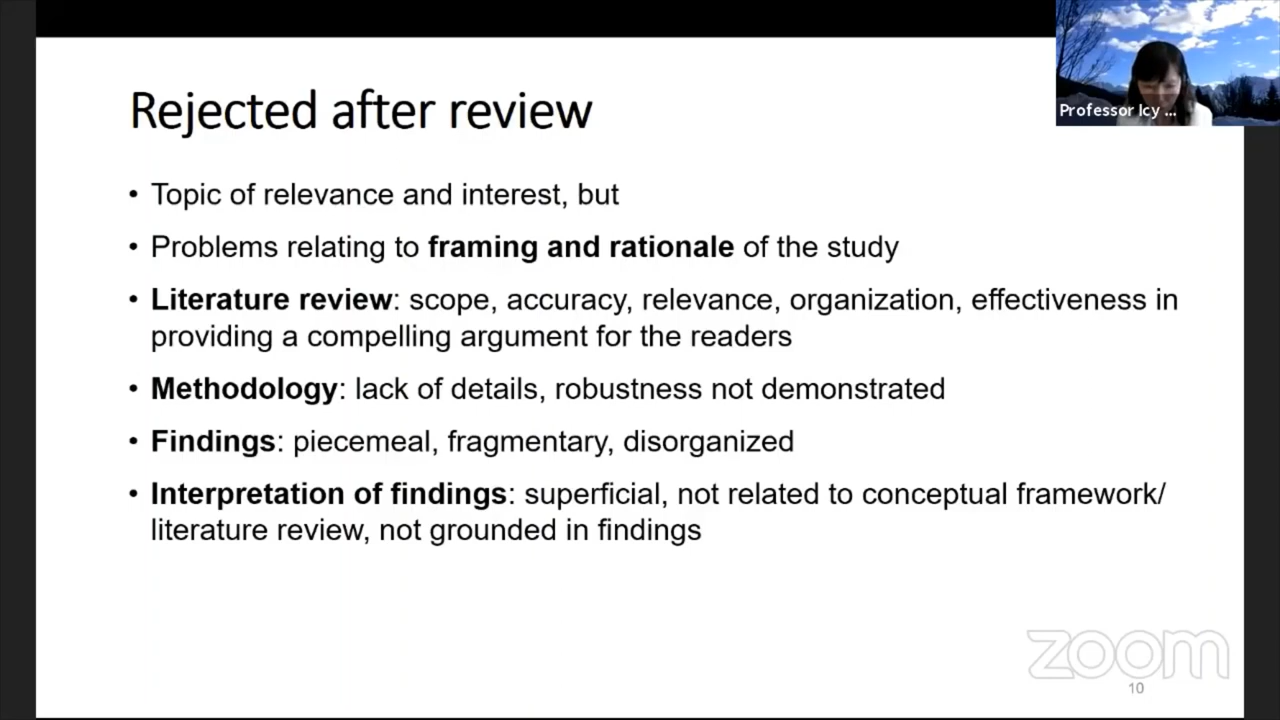 Rejected after review
Professor Icy ...
• Topic of relevance and interest, but
• Problems relating to framing and rationale of the study
• Literature review: scope, accuracy, relevance, organization, effectiveness in
providing a compelling argument for the readers
• Methodology: lack of details, robustness not demonstrated
• Findings: piecemeal, fragmentary, disorganized
• Interpretation of findings: superficial, not related to conceptual framework/
literature review, not grounded in findings
zoom
10